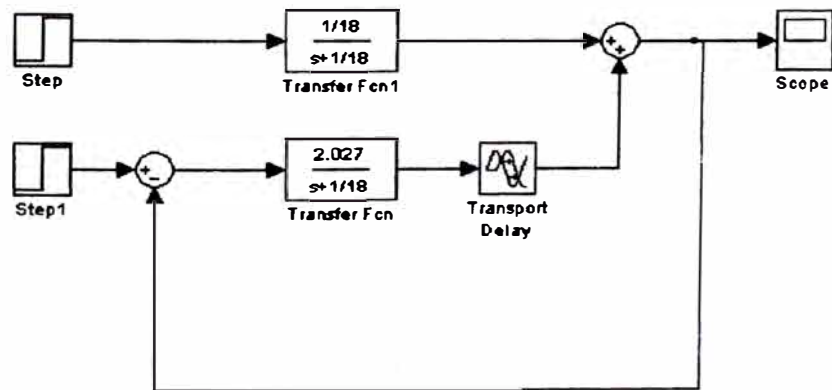 1/18
s+1/18
Step
Transfer Fcn1
Scope
2.027
s+1/18
Step1
Transfer Fcn
Transport
Delay